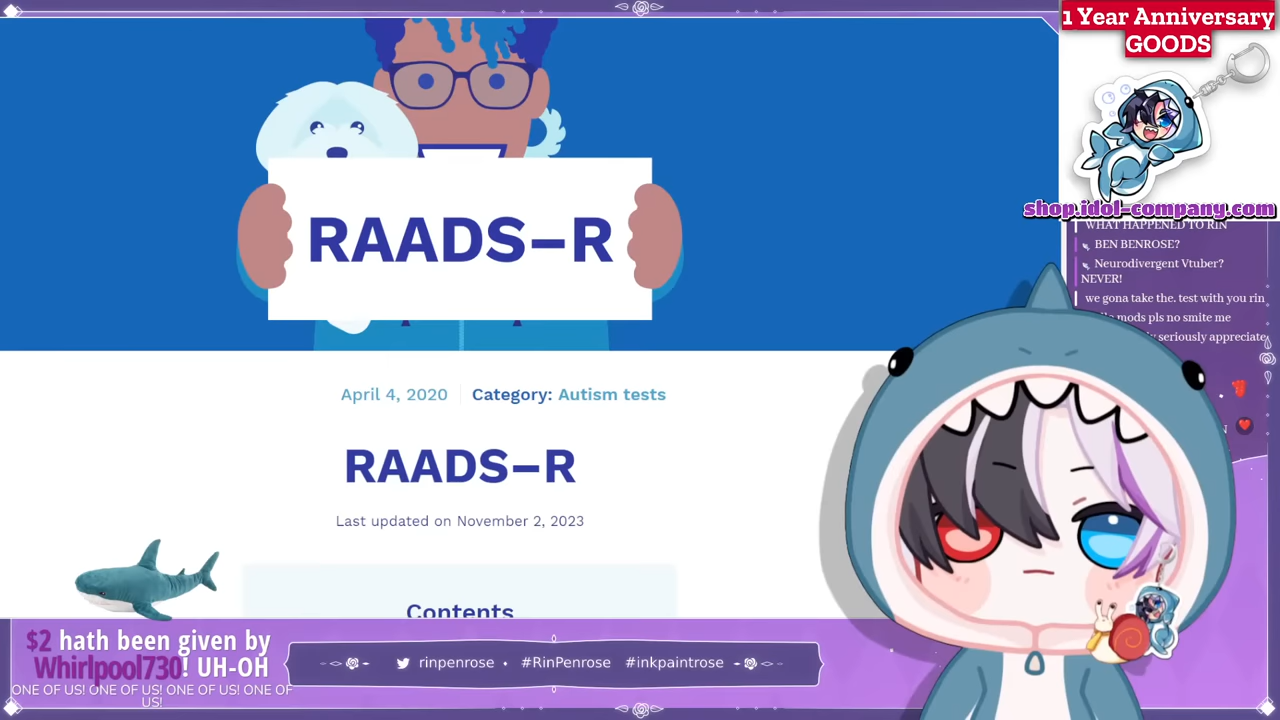 RAADS–R
April 4, 2020
Category: Autism tests
RAADS–R
Last updated on November 2, 2023
Contents
1 Year Anniversary
GOODS
shop.idol-company.com
WHAT HAPPENED TO RIN
BEN BENROSE?
Neurodivergent Vtuber?
NEVER!
we gona take the. test with you rin
mods pls no smite me
seriously appreciate
$2 hath been given by
Whirlpool730! UH-OH
ONE OF US! ONE OF US! ONE OF US! ONE OF
US!
rinpenrose • #RinPenrose #inkpaintrose